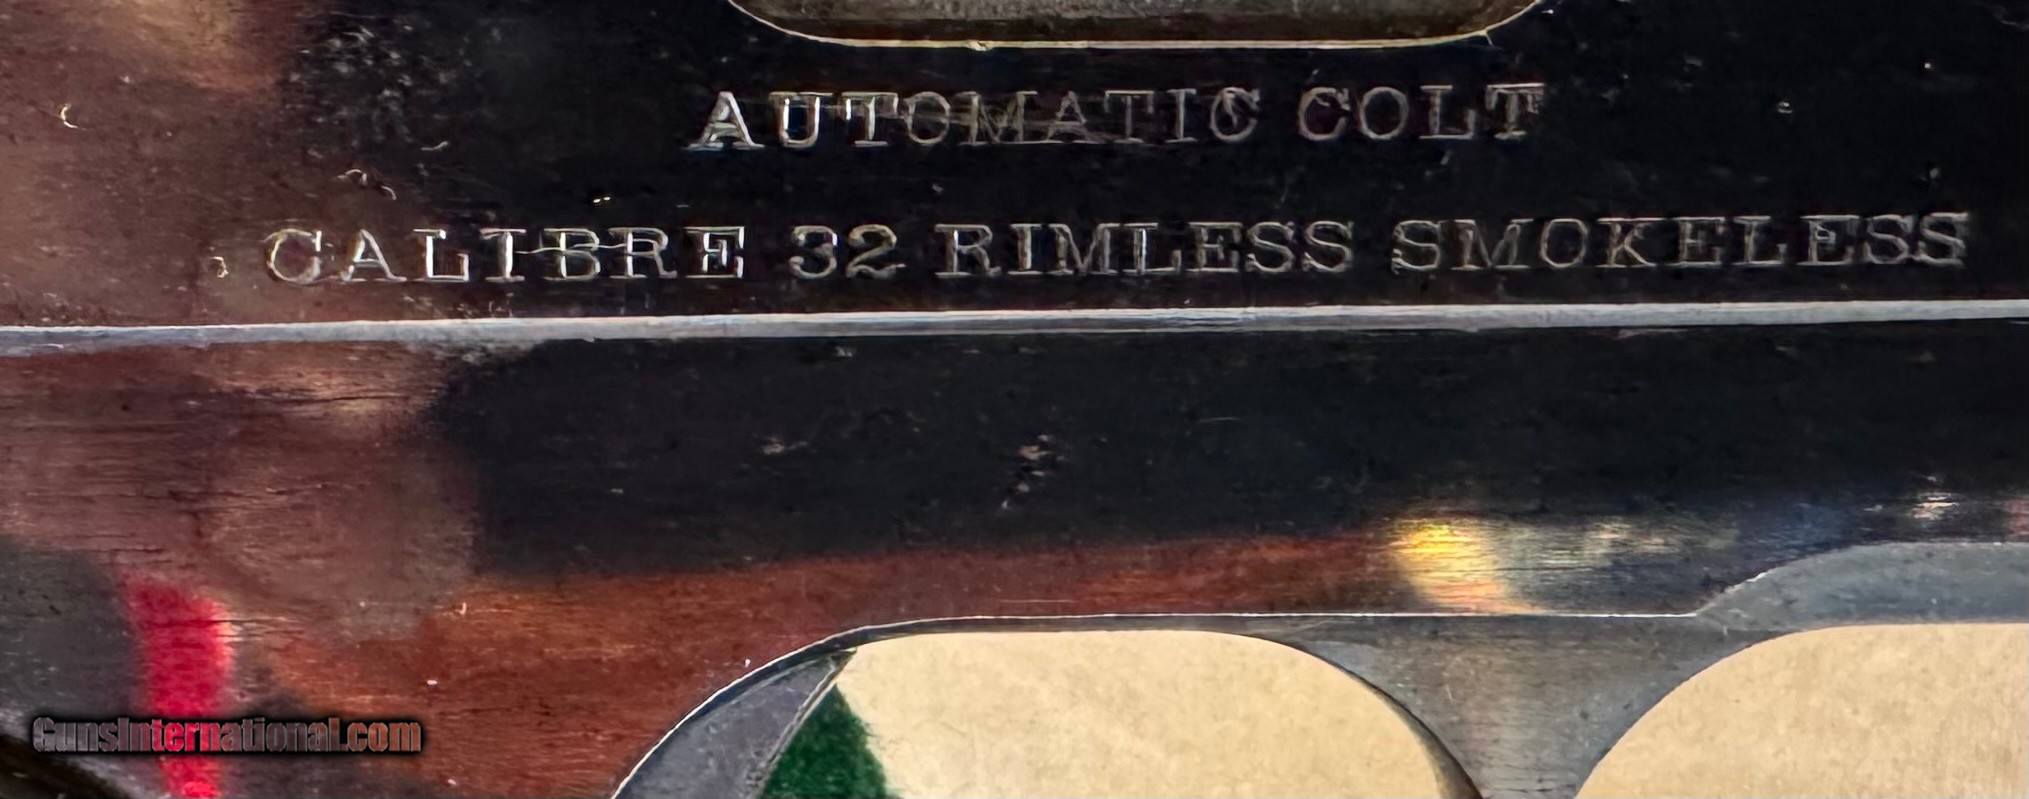 AUTOMATIC COLT
CALIBRE 32 RIMLESS SMOKELESS
GunsInternational.com